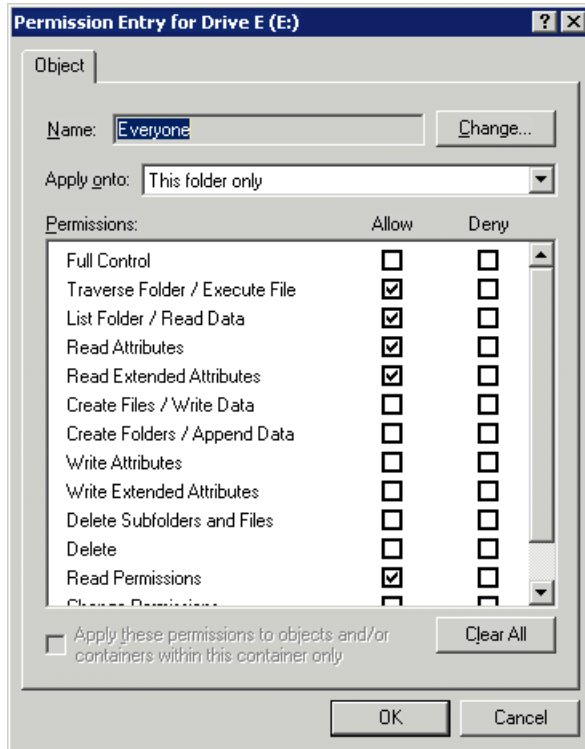 Permission Entry for Drive E (E:)
Object
Name: Everyone Change...
Apply onto: This folder only
Permissions: Allow Deny
Full Control
Traverse Folder / Execute File
List Folder / Read Data
Read Attributes
Read Extended Attributes
Create Files / Write Data
Create Folders / Append Data
Write Attributes
Write Extended Attributes
Delete Subfolders and Files
Delete
Read Permissions
Change Permissions
Apply these permissions to objects and/or
containers within this container only
Clear All
OK Cancel